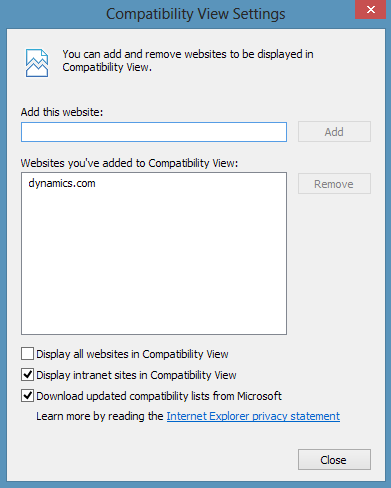 Compatibility View Settings
You can add and remove websites to be displayed in
Compatibility View.
Add this website:
Add
Websites you've added to Compatibility View:
dynamics.com
Remove
Display all websites in Compatibility View
Display intranet sites in Compatibility View
Download updated compatibility lists from Microsoft
Learn more by reading the Internet Explorer privacy statement
Close